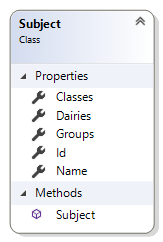 Subject
Class
Properties
Classes
Dairies
Groups
Id
Name
Methods
Subject